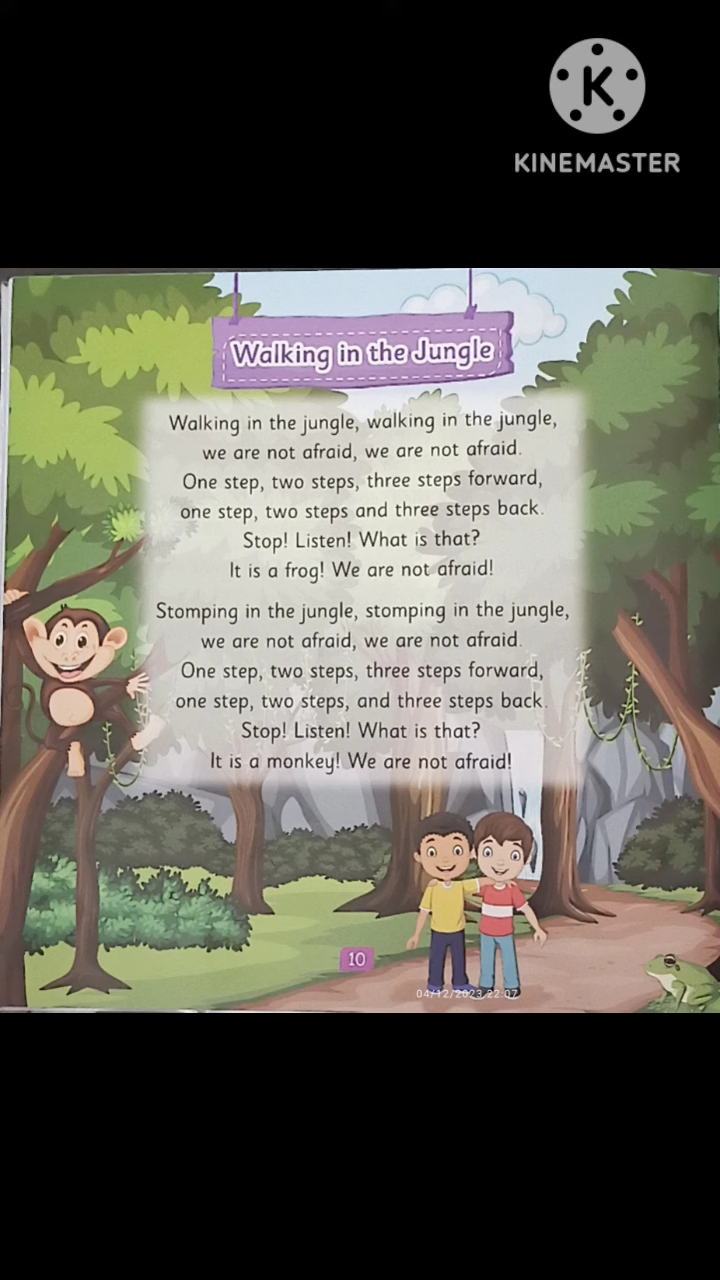 KINEMASTER
Walking in the Jungle
Walking in the jungle, walking in the jungle,
we are not afraid, we are not afraid.
One step, two steps, three steps forward,
one step, two steps and three steps back.
Stop! Listen! What is that?
It is a frog! We are not afraid!
Stomping in the jungle, stomping in the jungle,
we are not afraid, we are not afraid.
One step, two steps, three steps forward,
one step, two steps, and three steps back.
Stop! Listen! What is that?
It is a monkey! We are not afraid!
10
04/12/2023 22:07